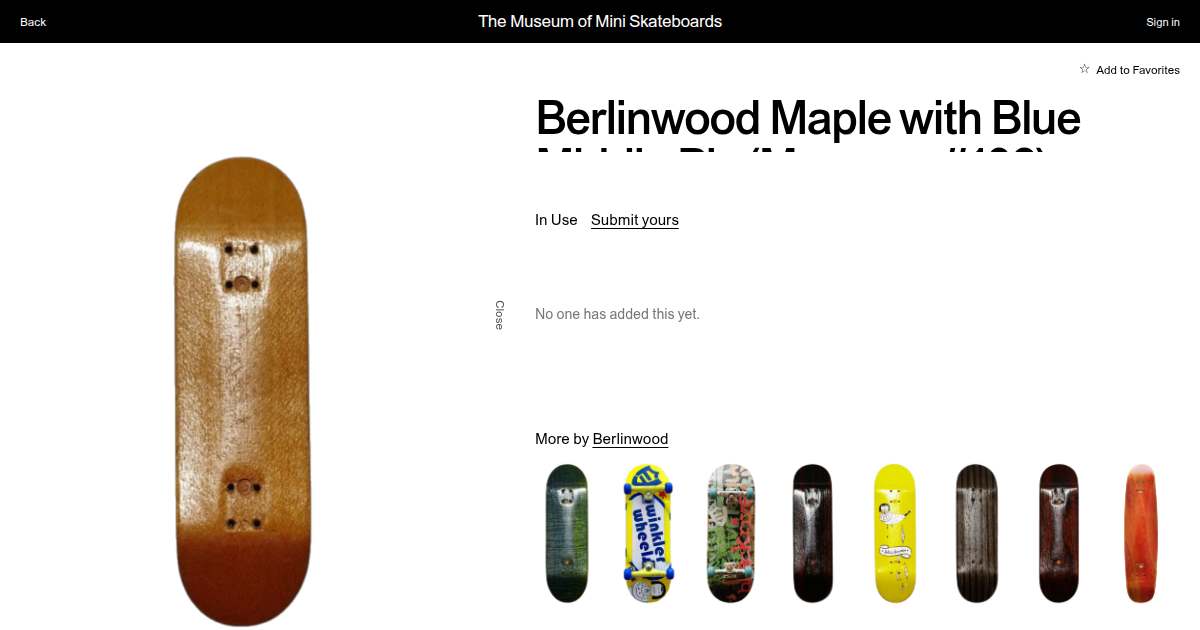 Back
The Museum of Mini Skateboards
Sign in
☆ Add to Favorites
Berlinwood Maple with Blue
In Use Submit yours
Close
No one has added this yet.
More by Berlinwood
Twinkler
wheels